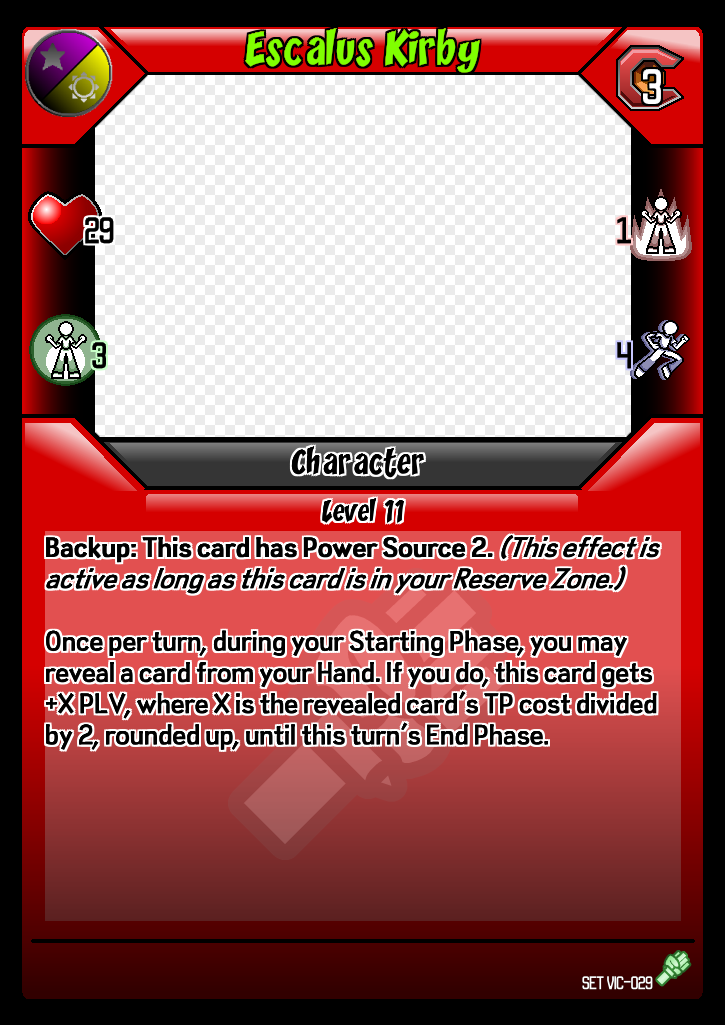 Escalus Kirby
3
29
1
3
4
Character
Level 11
Backup: This card has Power Source 2. (This effect is
active as long as this card is in your Reserve Zone.)
Once per turn, during your Starting Phase, you may
reveal a card from your Hand. If you do, this card gets
+X PLV, where X is the revealed card's TP cost divided
by 2, rounded up, until this turn's End Phase.
SET VIC-029